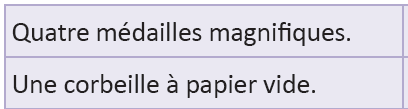 Quatre médailles magnifiques.
Une corbeille à papier vide.